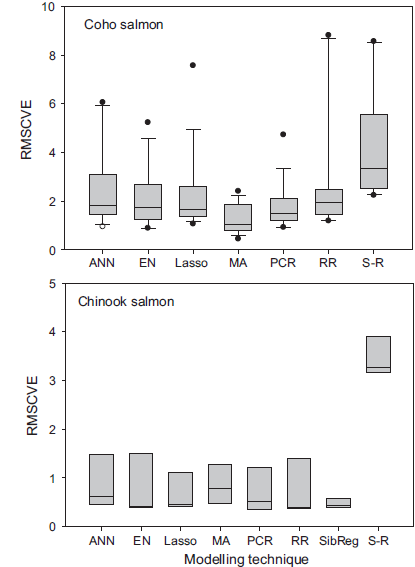 10
Coho salmon
8
6
RMSCVE
4
2
0
ANN EN Lasso MA PCR RR S-R
5
Chinook salmon
4
3
RMSCVE
2
1
0
ANN EN Lasso MA PCR RR SibReg S-R
Modelling technique